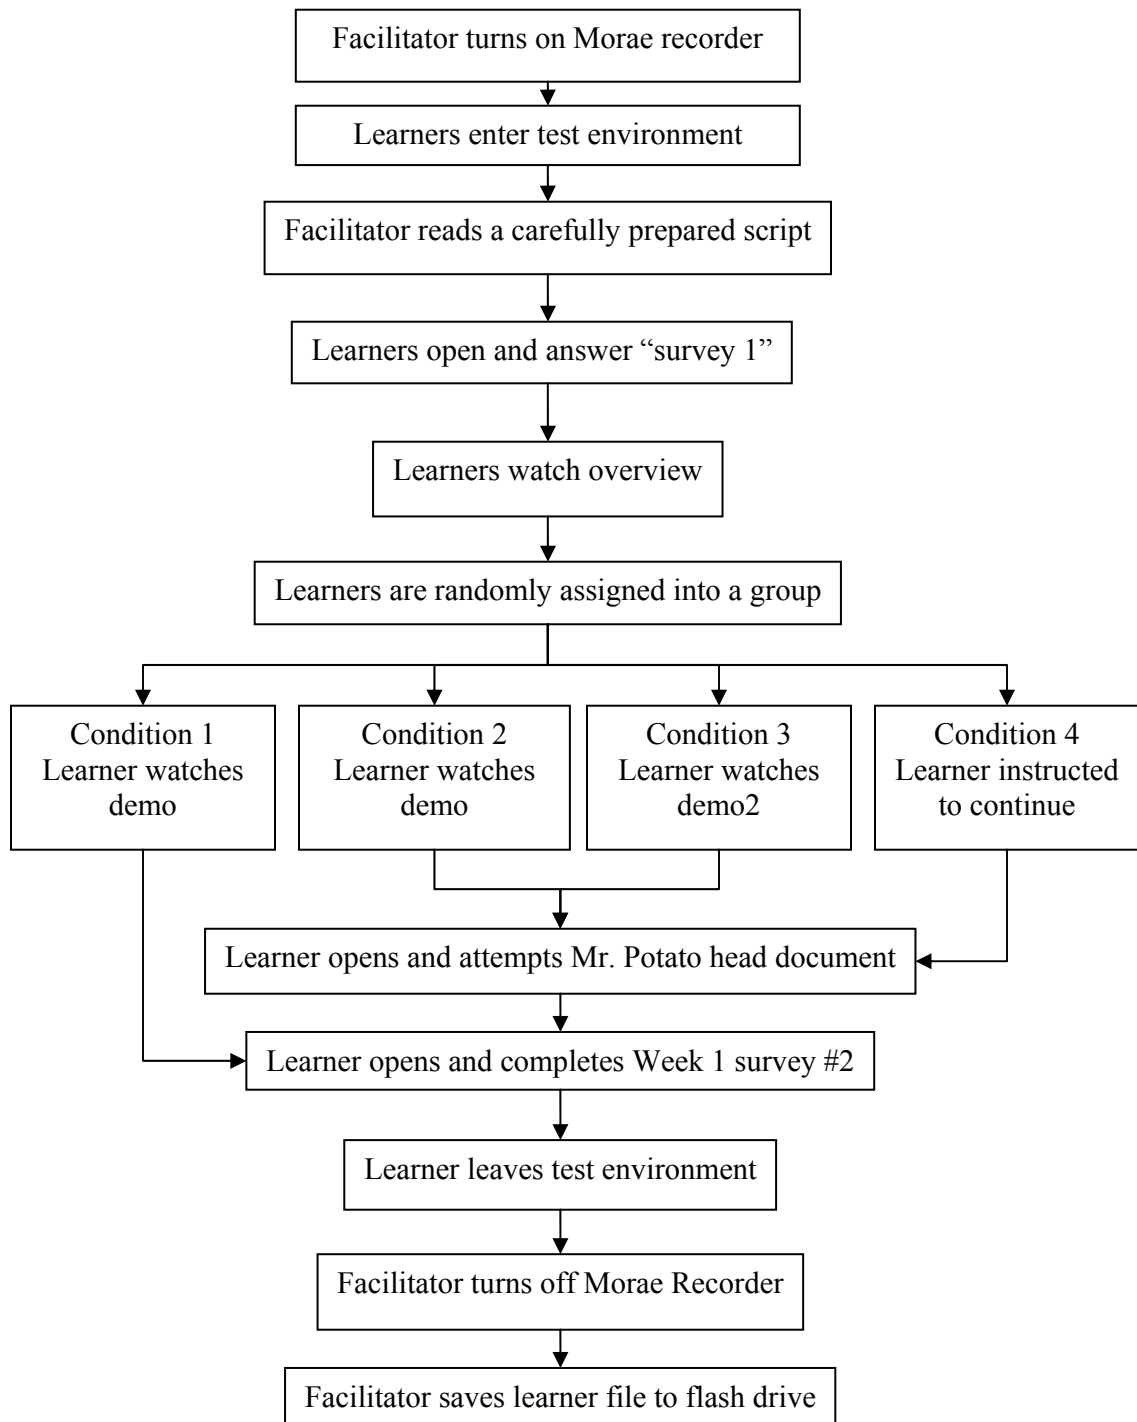 Facilitator turns on Morae recorder
Learners enter test environment
Facilitator reads a carefully prepared script
Learners open and answer “survey 1”
Learners watch overview
Learners are randomly assigned into a group
Condition 1
Learner watches
demo
Condition 2
Learner watches
demo
Condition 3
Learner watches
demo2
Condition 4
Learner instructed
to continue
Learner opens and attempts Mr. Potato head document
Learner opens and completes Week 1 survey #2
Learner leaves test environment
Facilitator turns off Morae Recorder
Facilitator saves learner file to flash drive